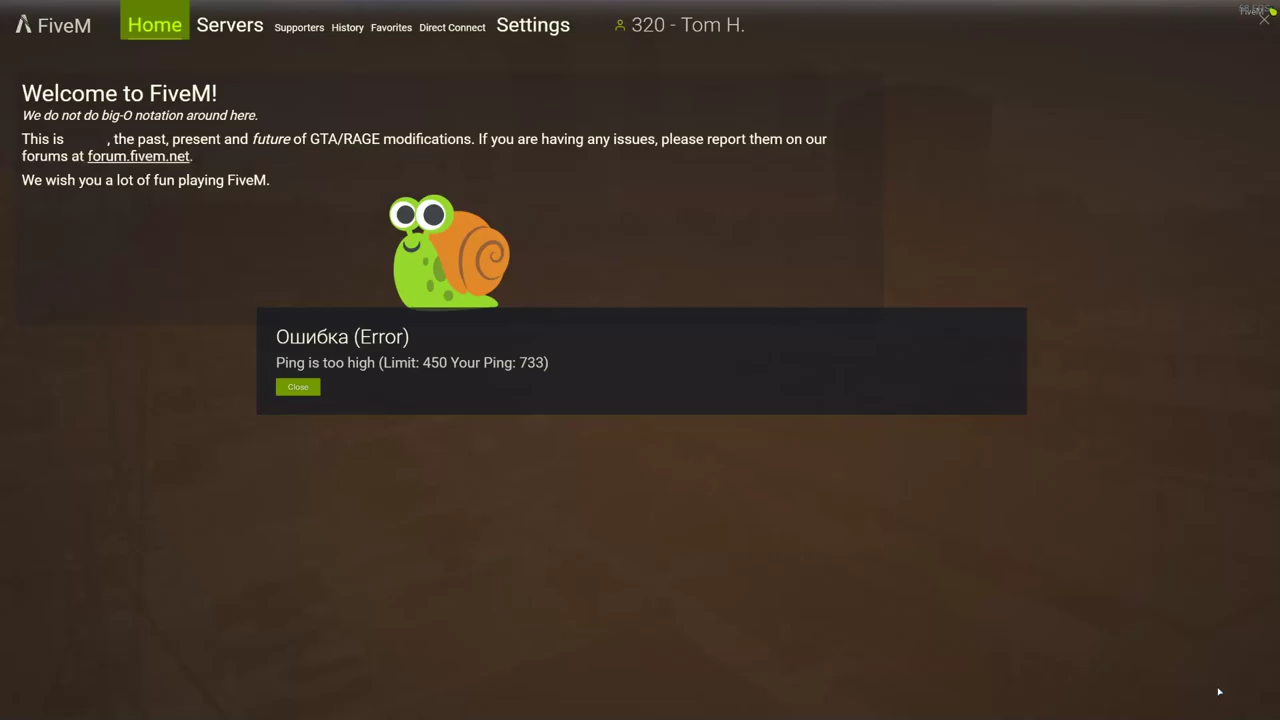 FiveM Home Servers Supporters History Favorites Direct Connect Settings 320 - Tom H.
Welcome to FiveM!
We do not do big-O notation around here.
This is , the past, present and future of GTA/RAGE modifications. If you are having any issues, please report them on our
forums at forum.fivem.net.
We wish you a lot of fun playing FiveM.
Ошибка (Error)
Ping is too high (Limit: 450 Your Ping: 733)
Close